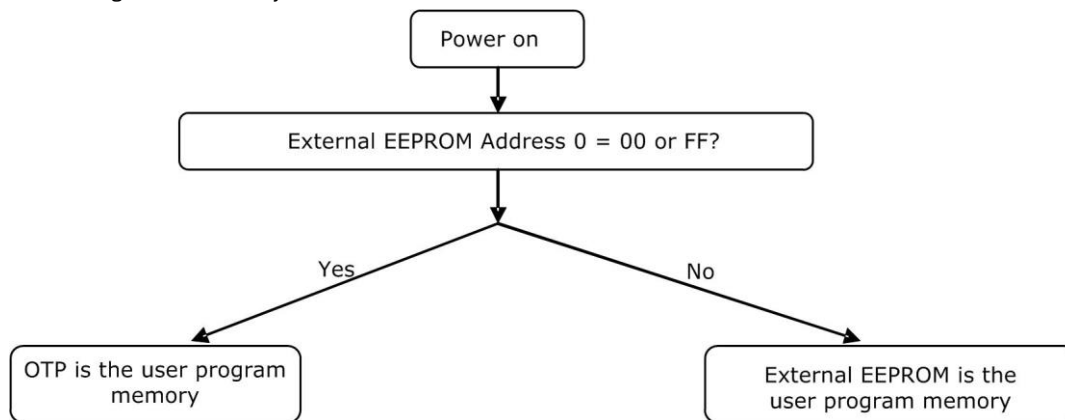 Power on
External EEPROM Address 0 = 00 or FF?
Yes
No
OTP is the user program
memory
External EEPROM is the
user program memory